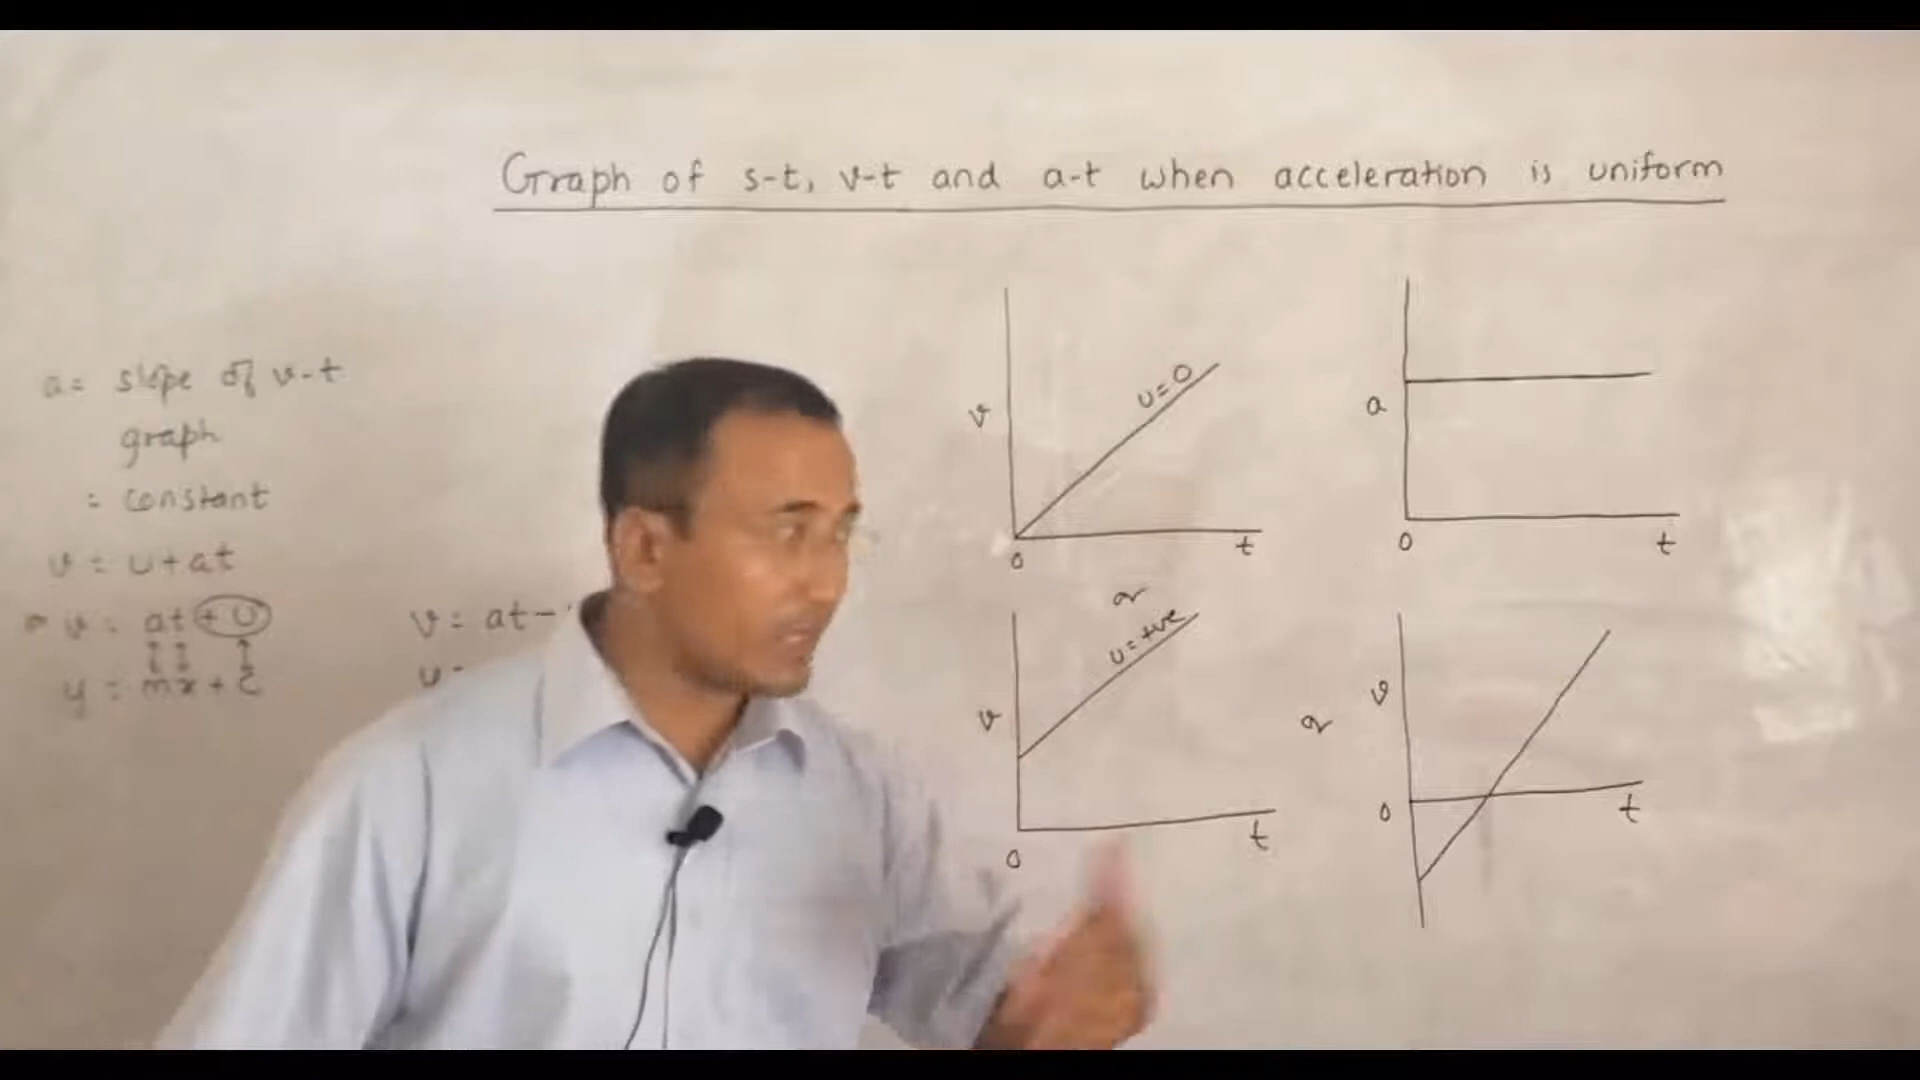 Graph of s-t, v-t and a-t when acceleration is uniform
a = slope of v-t
graph
= constant
v = u+at
v = at + u
y = mx + c
v = at -
v
u=0
0
t
a
0
t
or
v
u=+ve
0
t
or
v
0
t